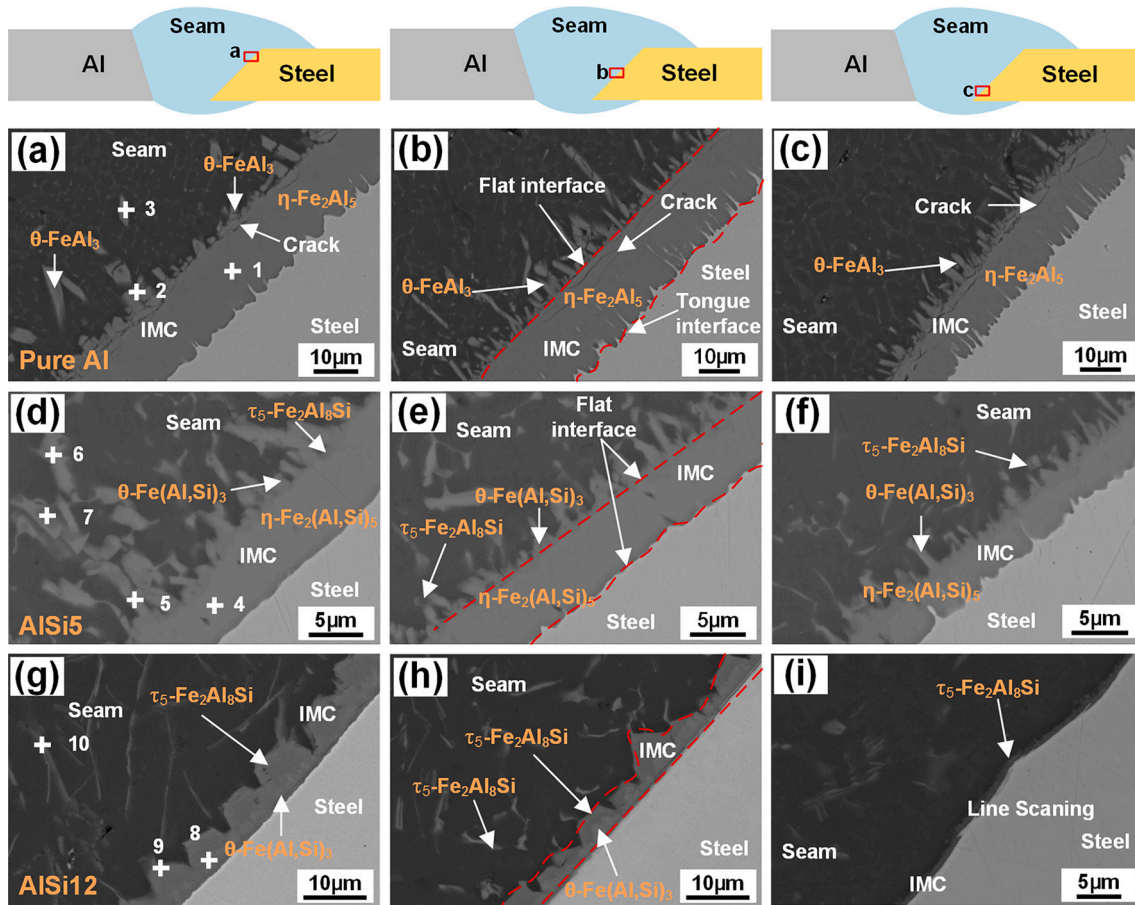 Seam
a
Al
Steel
Seam
b
Al
Steel
Seam
c
Al
Steel
(a)
Seam
θ-FeAl₃
3
η-Fe₂Al₅
θ-FeAl₃
Crack
1
2
IMC
Steel
Pure Al
10μm
(b)
Flat interface
Crack
Steel
θ-FeAl₃
η-Fe₂Al₅
Tongue
interface
Seam
IMC
10μm
(c)
Crack
θ-FeAl₃
η-Fe₂Al₅
Seam
IMC
Steel
10μm
(d)
τ₅-Fe₂Al₈Si
Seam
6
θ-Fe(Al,Si)₃
7
η-Fe₂(Al,Si)₅
IMC
5
4
Steel
AlSi5
5μm
(e)
Flat
interface
Seam
IMC
θ-Fe(Al,Si)₃
τ₅-Fe₂Al₈Si
η-Fe₂(Al,Si)₅
Steel
5μm
(f)
Seam
τ₅-Fe₂Al₈Si
θ-Fe(Al,Si)₃
IMC
η-Fe₂(Al,Si)₅
Steel
5μm
(g)
τ₅-Fe₂Al₈Si
Seam
IMC
10
Steel
8
9
θ-Fe(Al,Si)₃
AlSi12
10μm
(h)
Seam
τ₅-Fe₂Al₈Si
IMC
τ₅-Fe₂Al₈Si
Steel
θ-Fe(Al,Si)₃
10μm
(i)
τ₅-Fe₂Al₈Si
Line Scaning
Steel
Seam
IMC
5μm